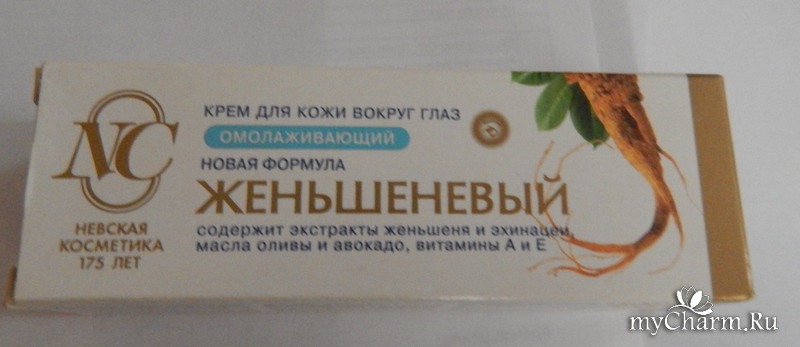 NC
НЕВСКАЯ
КОСМЕТИКА
175 ЛЕТ
КРЕМ ДЛЯ КОЖИ ВОКРУГ ГЛАЗ
ОМОЛАЖИВАЮЩИЙ
НОВАЯ ФОРМУЛА
ЖЕНЬШЕНЕВЫЙ
содержит экстракты женьшеня и эхинацеи,
масла оливы и авокадо, витамины А и Е
myCharm.Ru